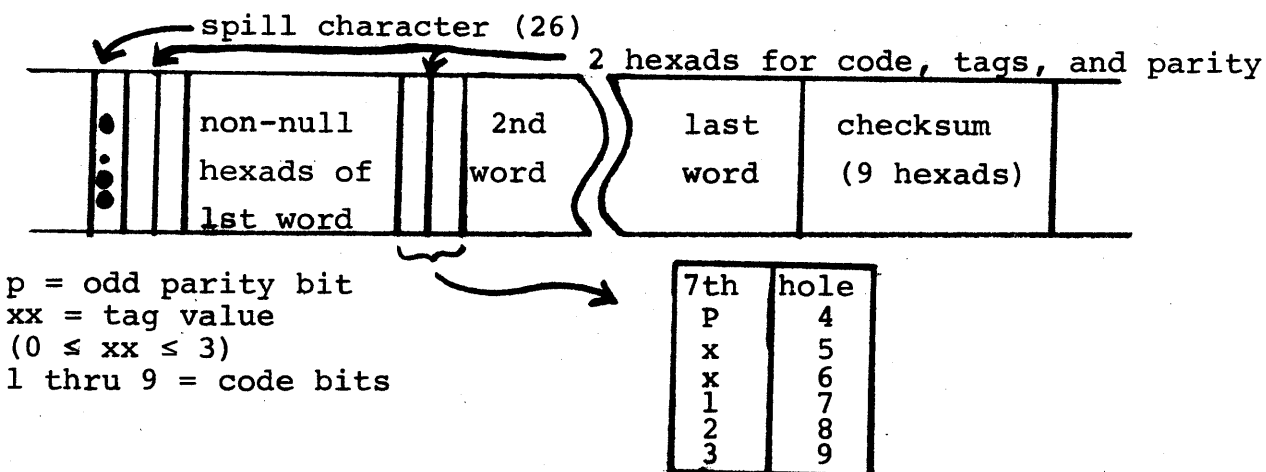 spill character (26)
2 hexads for code, tags, and parity
non-null
hexads of
1st word
2nd
word
last
word
checksum
(9 hexads)
p = odd parity bit
xx = tag value
(0 ≤ xx ≤ 3)
1 thru 9 = code bits
7th hole
P 4
x 5
x 6
1 7
2 8
3 9